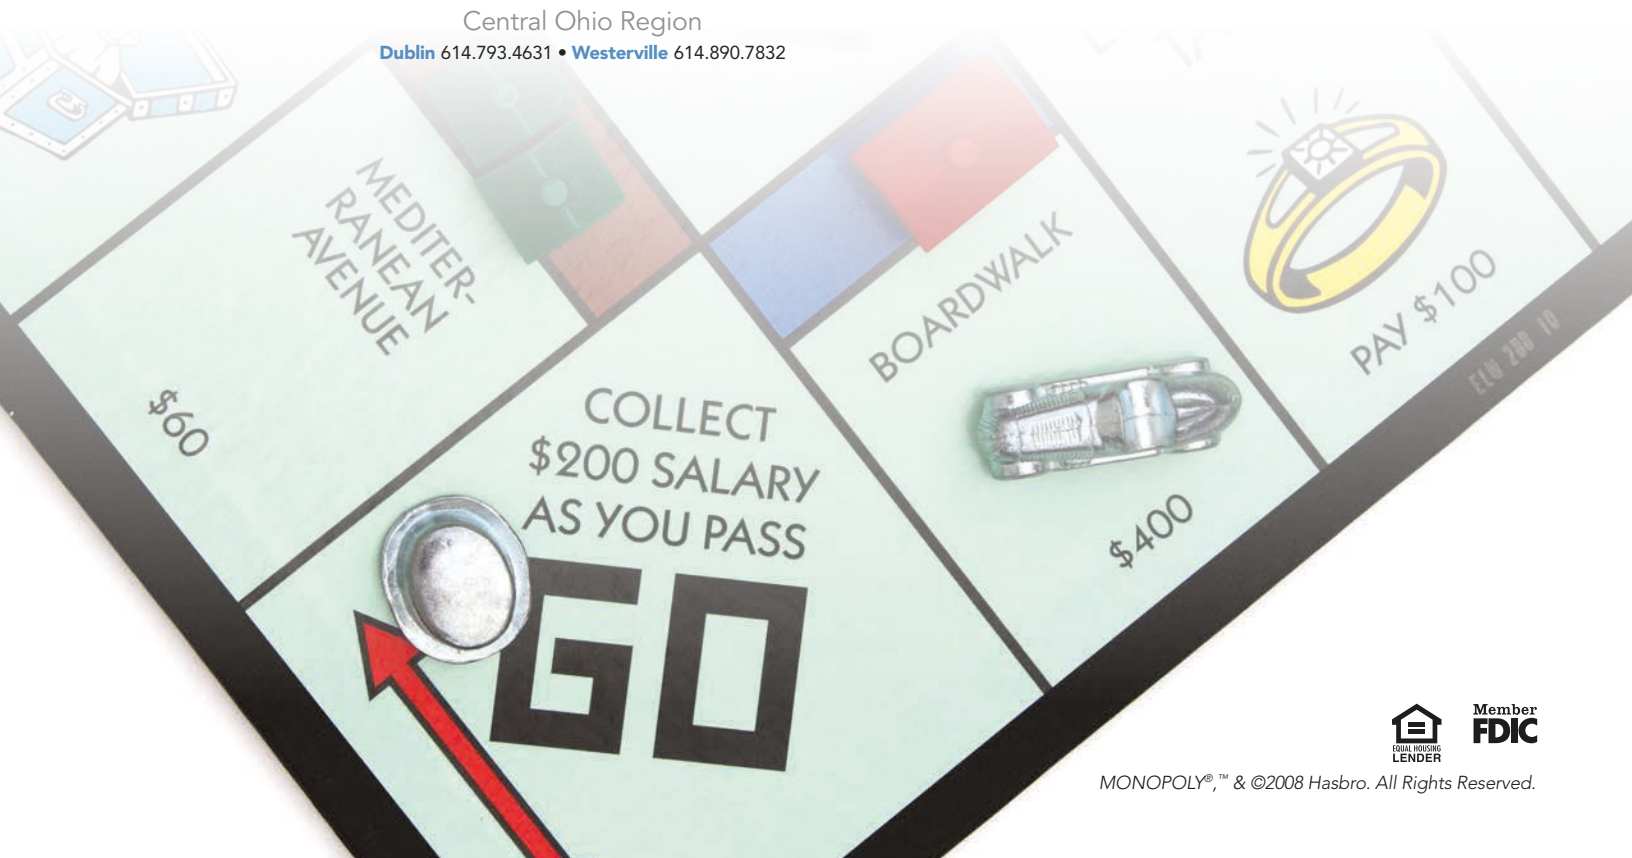 Central Ohio Region
Dublin 614.793.4631 • Westerville 614.890.7832
MEDITER-
RANEAN
AVENUE
$60
COLLECT
$200 SALARY
AS YOU PASS
GO
BOARDWALK
$400
PAY $100
Member
FDIC
EQUAL HOUSING
LENDER
MONOPOLY®,™ & ©2008 Hasbro. All Rights Reserved.